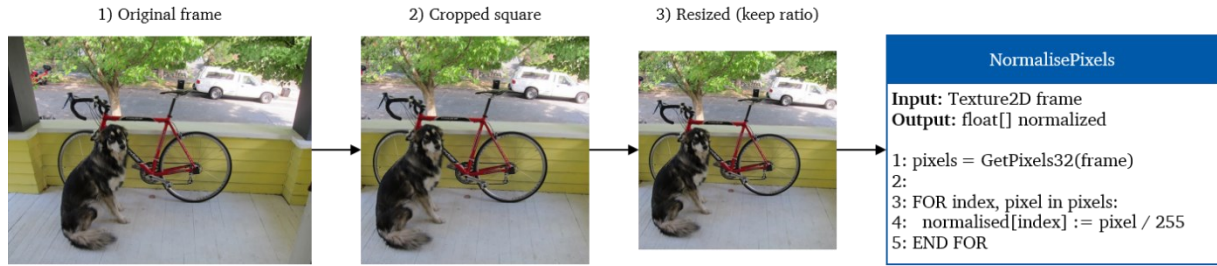 1) Original frame
2) Cropped square
3) Resized (keep ratio)
NormalisePixels
Input: Texture2D frame
Output: float[] normalized
1: pixels = GetPixels32(frame)
2:
3: FOR index, pixel in pixels:
4: normalised[index] := pixel / 255
5: END FOR